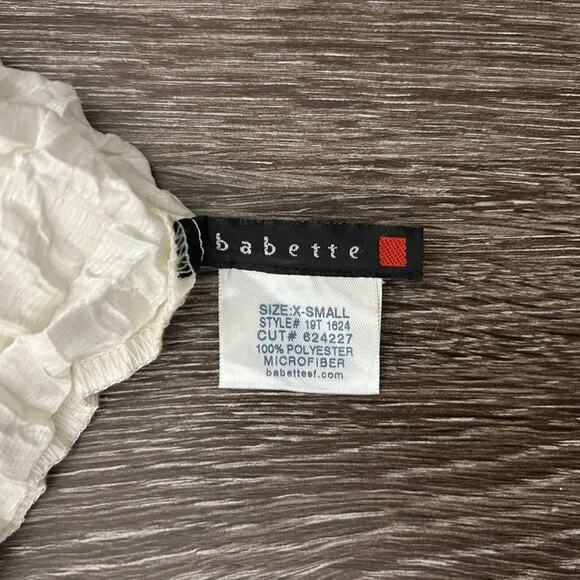 babette
SIZE:X-SMALL
STYLE# 19T 1624
CUT# 624227
100% POLYESTER
MICROFIBER
babettesf.com